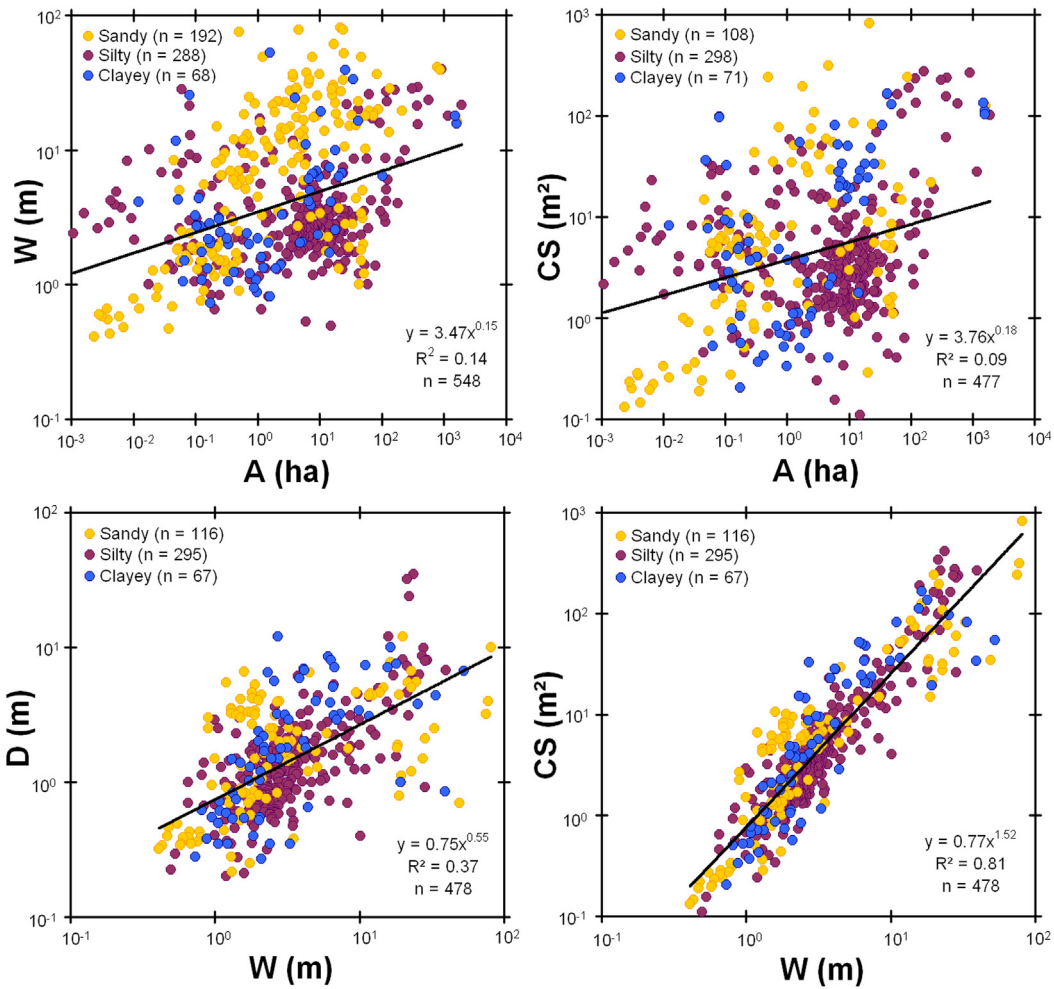 10²
Sandy (n = 192)
Silty (n = 288)
Clayey (n = 68)
10¹
W (m)
10⁰
y = 3.47x^0.15
R² = 0.14
n = 548
10⁻¹
10⁻³ 10⁻² 10⁻¹ 10⁰ 10¹ 10² 10³ 10⁴
A (ha)
10³
Sandy (n = 108)
Silty (n = 298)
Clayey (n = 71)
10²
CS (m²)
10¹
10⁰
y = 3.76x^0.18
R² = 0.09
n = 477
10⁻¹
10⁻³ 10⁻² 10⁻¹ 10⁰ 10¹ 10² 10³ 10⁴
A (ha)
10²
Sandy (n = 116)
Silty (n = 295)
Clayey (n = 67)
10¹
D (m)
10⁰
y = 0.75x^0.55
R² = 0.37
n = 478
10⁻¹
10⁻¹ 10⁰ 10¹ 10²
W (m)
10³
Sandy (n = 116)
Silty (n = 295)
Clayey (n = 67)
10²
CS (m²)
10¹
10⁰
y = 0.77x^1.52
R² = 0.81
n = 478
10⁻¹
10⁻¹ 10⁰ 10¹ 10²
W (m)